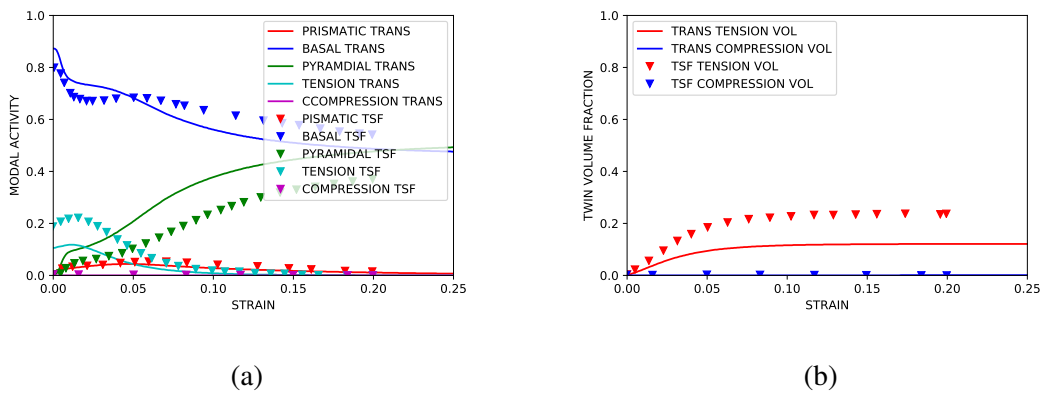 1.0
0.8
0.6
0.4
0.2
0.0
MODAL ACTIVITY
PRISMATIC TRANS
BASAL TRANS
PYRAMDIAL TRANS
TENSION TRANS
CCOMPRESSION TRANS
PISMATIC TSF
BASAL TSF
PYRAMIDAL TSF
TENSION TSF
COMPRESSION TSF
0.00 0.05 0.10 0.15 0.20 0.25
STRAIN
(a)
1.0
0.8
0.6
0.4
0.2
0.0
TWIN VOLUME FRACTION
TRANS TENSION VOL
TRANS COMPRESSION VOL
TSF TENSION VOL
TSF COMPRESSION VOL
0.00 0.05 0.10 0.15 0.20 0.25
STRAIN
(b)